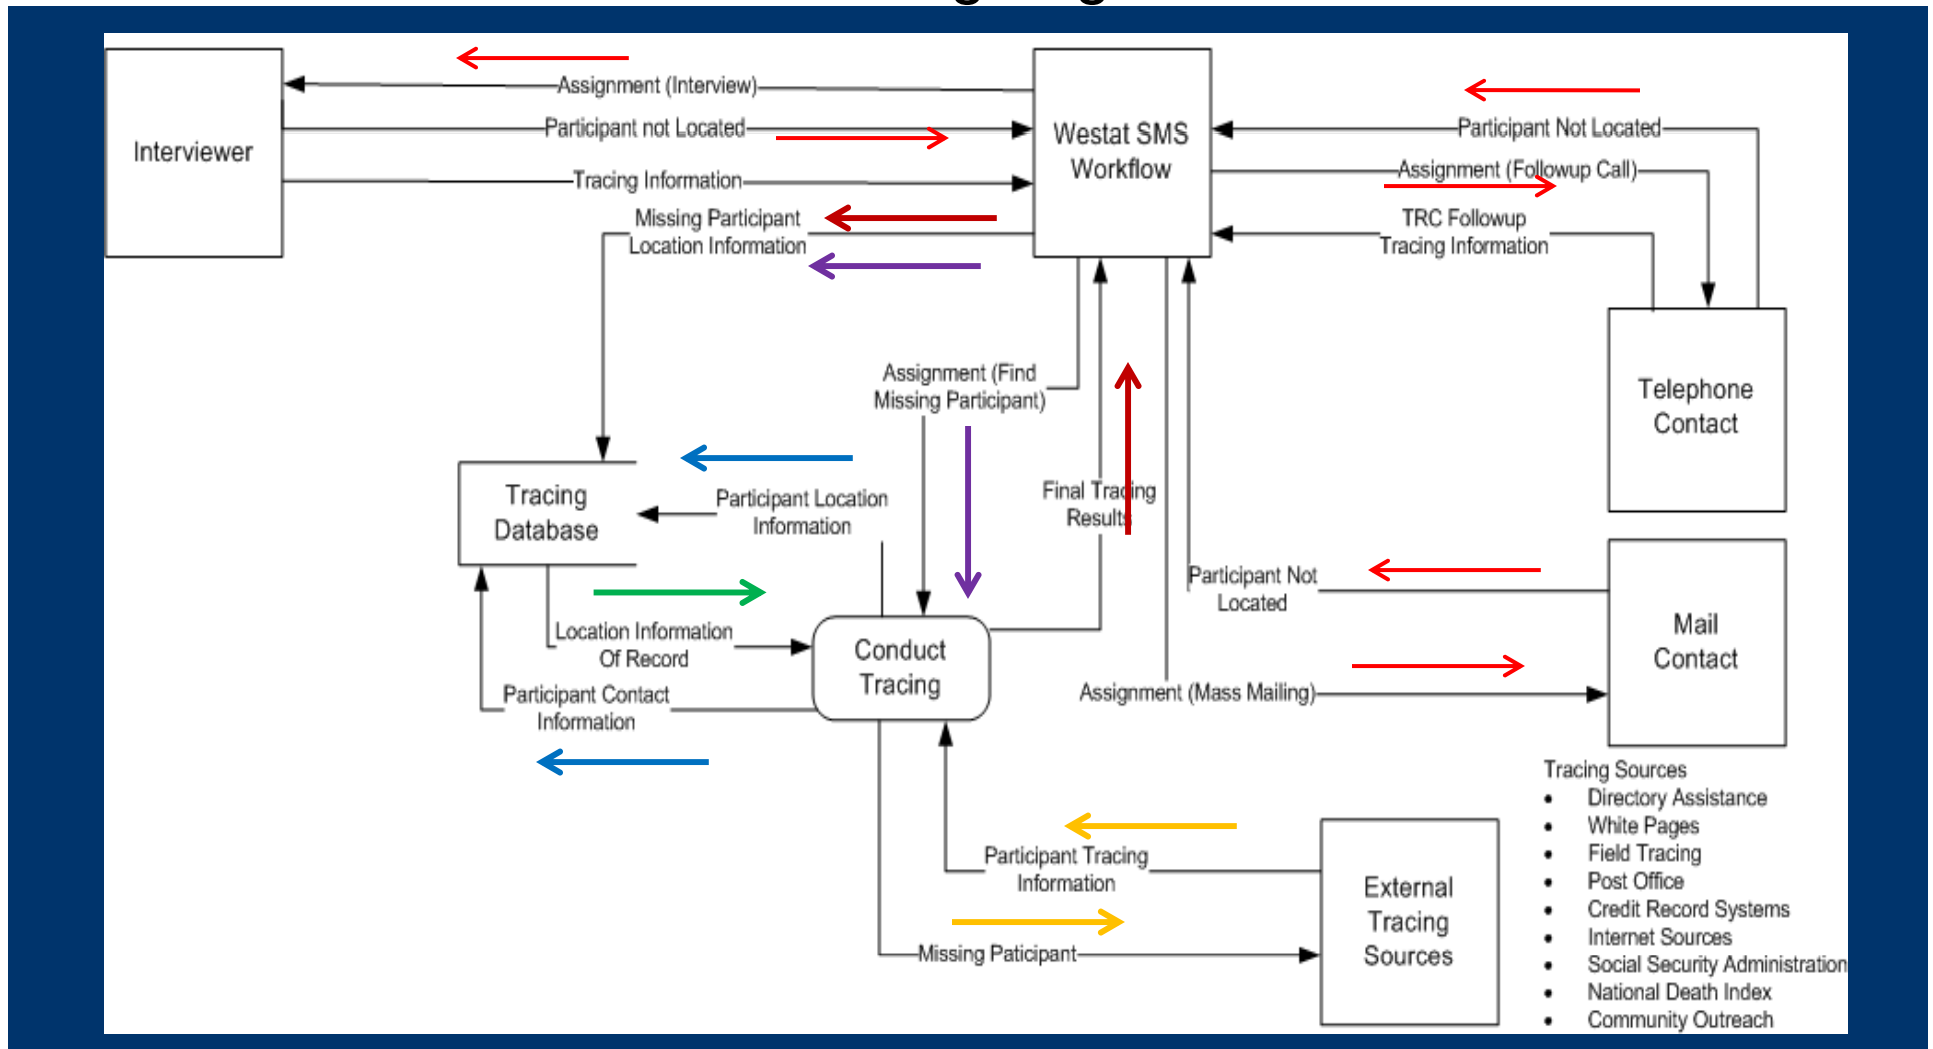 Assignment (Interview)
Participant not Located
Interviewer
Tracing Information
Westat SMS
Workflow
Participant Not Located
Assignment (Followup Call)
TRC Followup
Tracing Information
Missing Participant
Location Information
Telephone
Contact
Assignment (Find
Missing Participant)
Final Tracing
Results
Tracing
Database
Participant Location
Information
Participant Not
Located
Location Information
Of Record
Conduct
Tracing
Mail
Contact
Participant Contact
Information
Assignment (Mass Mailing)
Participant Tracing
Information
Missing Paticipant
External
Tracing
Sources
Tracing Sources
• Directory Assistance
• White Pages
• Field Tracing
• Post Office
• Credit Record Systems
• Internet Sources
• Social Security Administration
• National Death Index
• Community Outreach